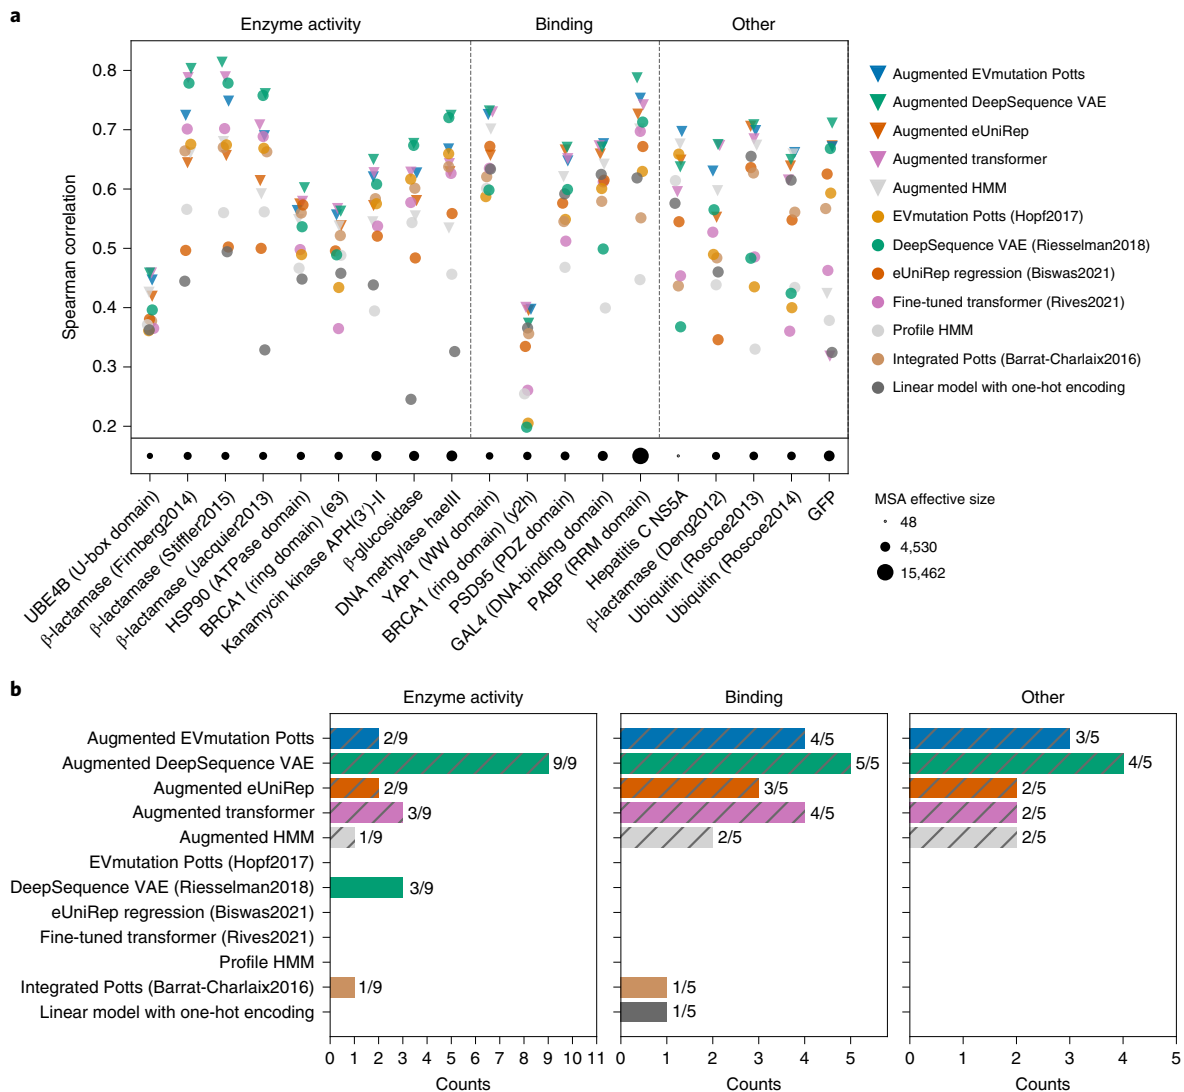 a
Enzyme activity
Binding
Other
Spearman correlation
0.8
0.7
0.6
0.5
0.4
0.3
0.2
Augmented EVmutation Potts
Augmented DeepSequence VAE
Augmented eUniRep
Augmented transformer
Augmented HMM
EVmutation Potts (Hopf2017)
DeepSequence VAE (Riesselman2018)
eUniRep regression (Biswas2021)
Fine-tuned transformer (Rives2021)
Profile HMM
Integrated Potts (Barrat-Charlaix2016)
Linear model with one-hot encoding
MSA effective size
48
4,530
15,462
UBE4B (U-box domain)
β-lactamase (Firnberg2014)
β-lactamase (Stiffler2015)
β-lactamase (Jacquier2013)
HSP90 (ATPase domain)
BRCA1 (ring domain) (e3)
Kanamycin kinase APH(3′)-II
β-glucosidase
DNA methylase haeIII
YAP1 (WW domain)
BRCA1 (ring domain) (y2h)
PSD95 (PDZ domain)
GAL4 (DNA-binding domain)
PABP (RRM domain)
Hepatitis C NS5A
β-lactamase (Deng2012)
Ubiquitin (Roscoe2013)
Ubiquitin (Roscoe2014)
GFP
b
Enzyme activity
Binding
Other
Augmented EVmutation Potts
2/9
4/5
3/5
Augmented DeepSequence VAE
9/9
5/5
4/5
Augmented eUniRep
2/9
3/5
2/5
Augmented transformer
3/9
4/5
2/5
Augmented HMM
1/9
2/5
2/5
EVmutation Potts (Hopf2017)
DeepSequence VAE (Riesselman2018)
3/9
eUniRep regression (Biswas2021)
Fine-tuned transformer (Rives2021)
Profile HMM
Integrated Potts (Barrat-Charlaix2016)
1/9
1/5
Linear model with one-hot encoding
1/5
0 1 2 3 4 5 6 7 8 9 10 11
0 1 2 3 4 5
0 1 2 3 4 5
Counts
Counts
Counts